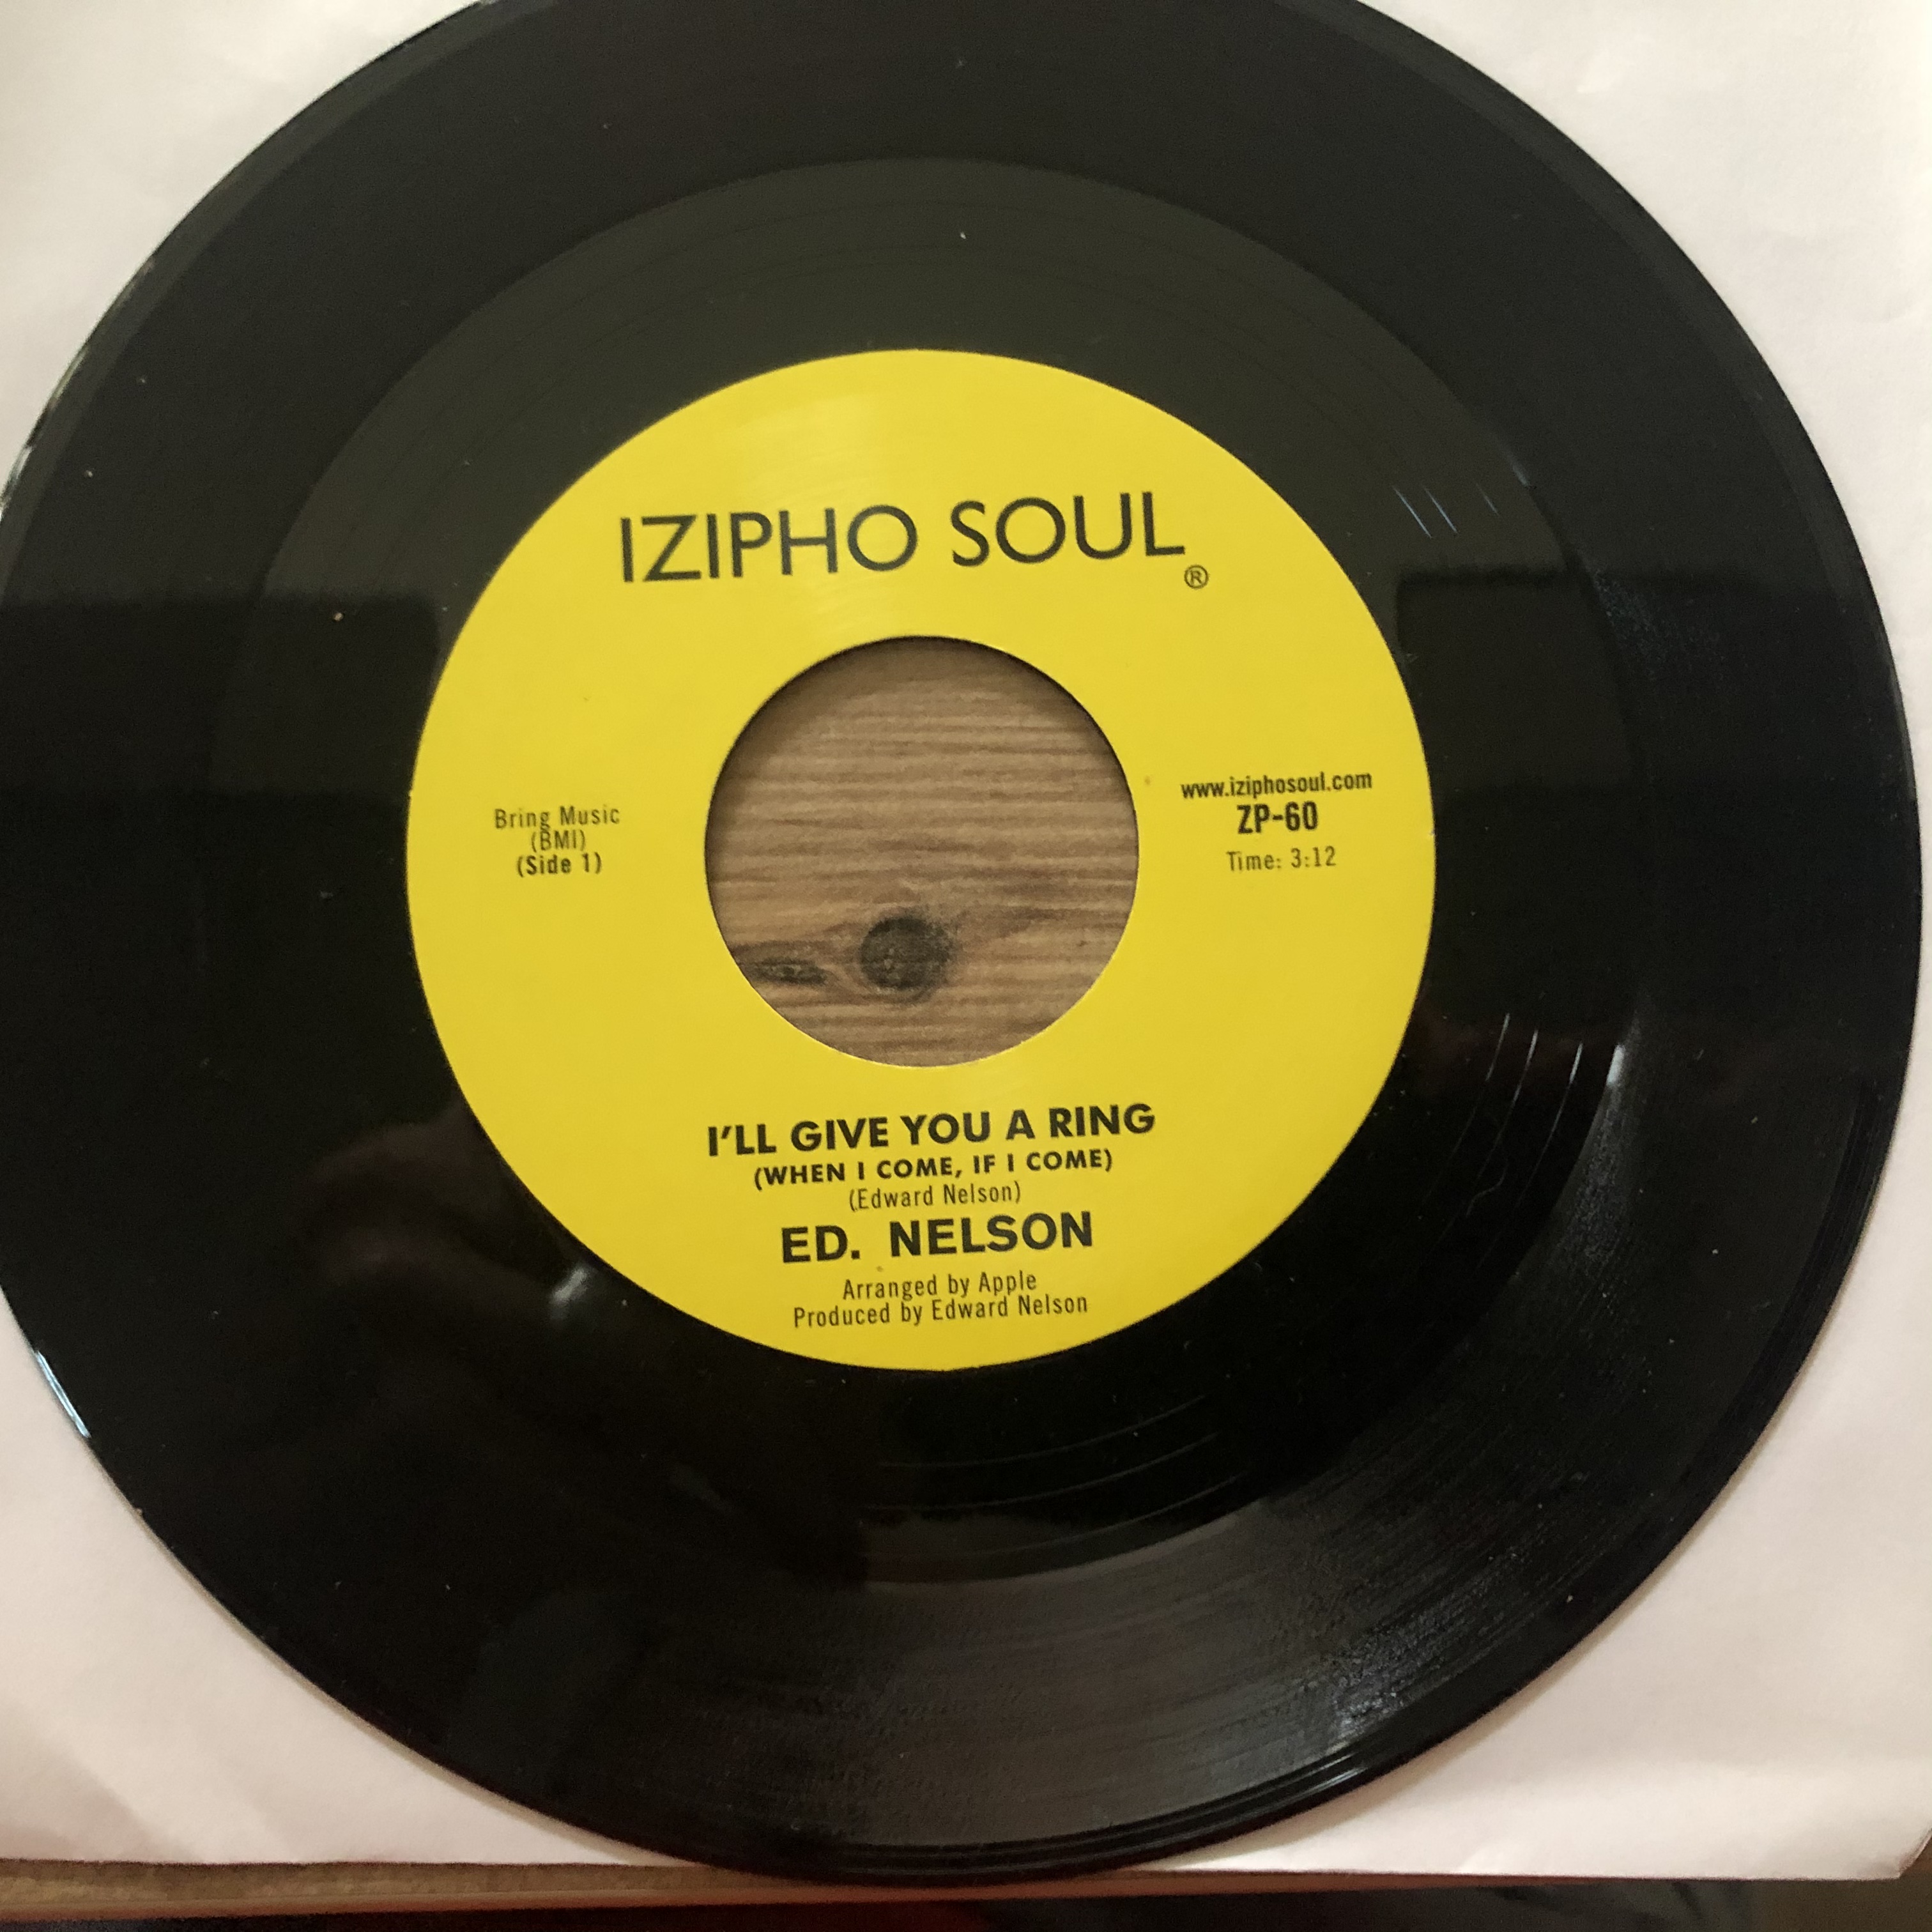 IZIPHO SOUL
®
Bring Music
(BMI)
(Side 1)
www.iziphosoul.com
ZP-60
Time: 3:12
I'LL GIVE YOU A RING
(WHEN I COME, IF I COME)
(Edward Nelson)
ED. NELSON
Arranged by Apple
Produced by Edward Nelson